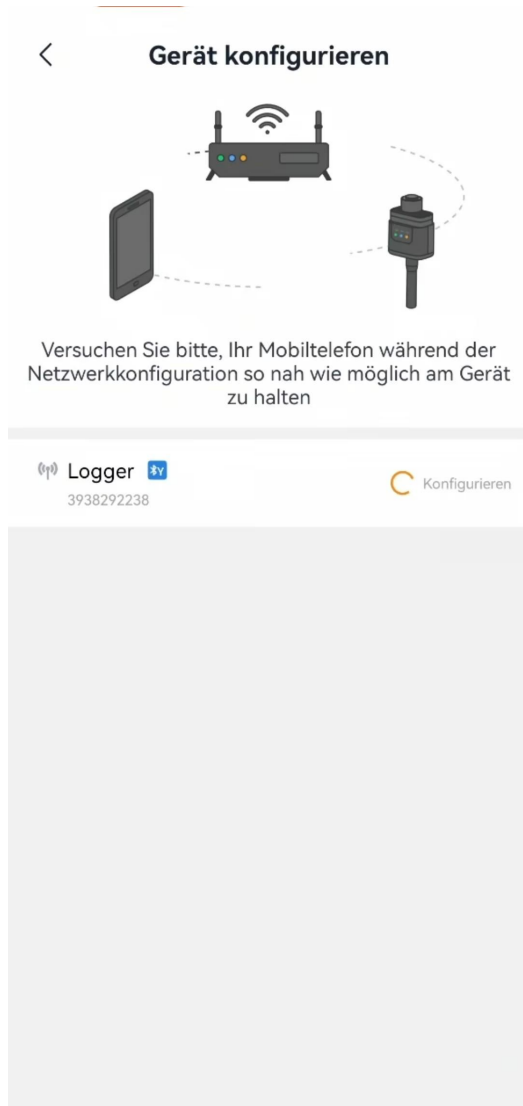 Gerät konfigurieren
Versuchen Sie bitte, Ihr Mobiltelefon während der
Netzwerkkonfiguration so nah wie möglich am Gerät
zu halten
Logger
Konfigurieren
3938292238